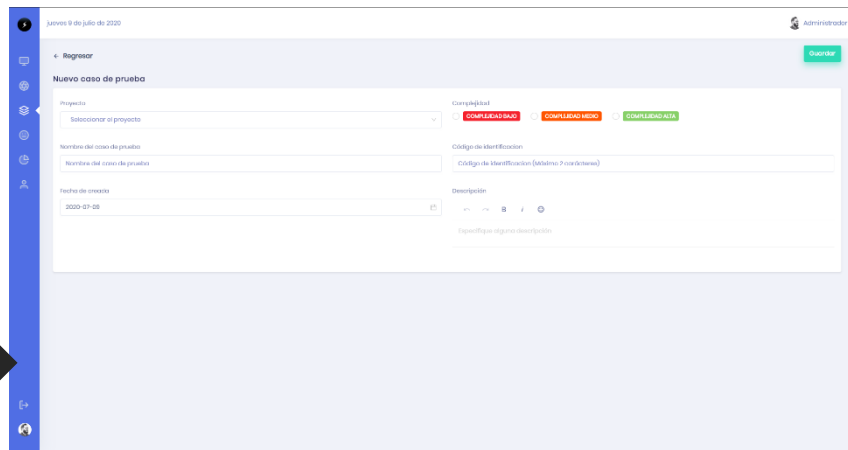 jueves 9 de julio de 2020
Administrador
← Regresar
Guardar
Nuevo caso de prueba
Proyecto
Seleccionar el proyecto
Complejidad
COMPLEJIDAD BAJO
COMPLEJIDAD MEDIO
COMPLEJIDAD ALTA
Nombre del caso de prueba
Nombre del caso de prueba
Código de identificacion
Código de identificacion (Máximo 2 carácteres)
Fecha de creada
2020-07-09
Descripción
B i
Especifique alguna descripción